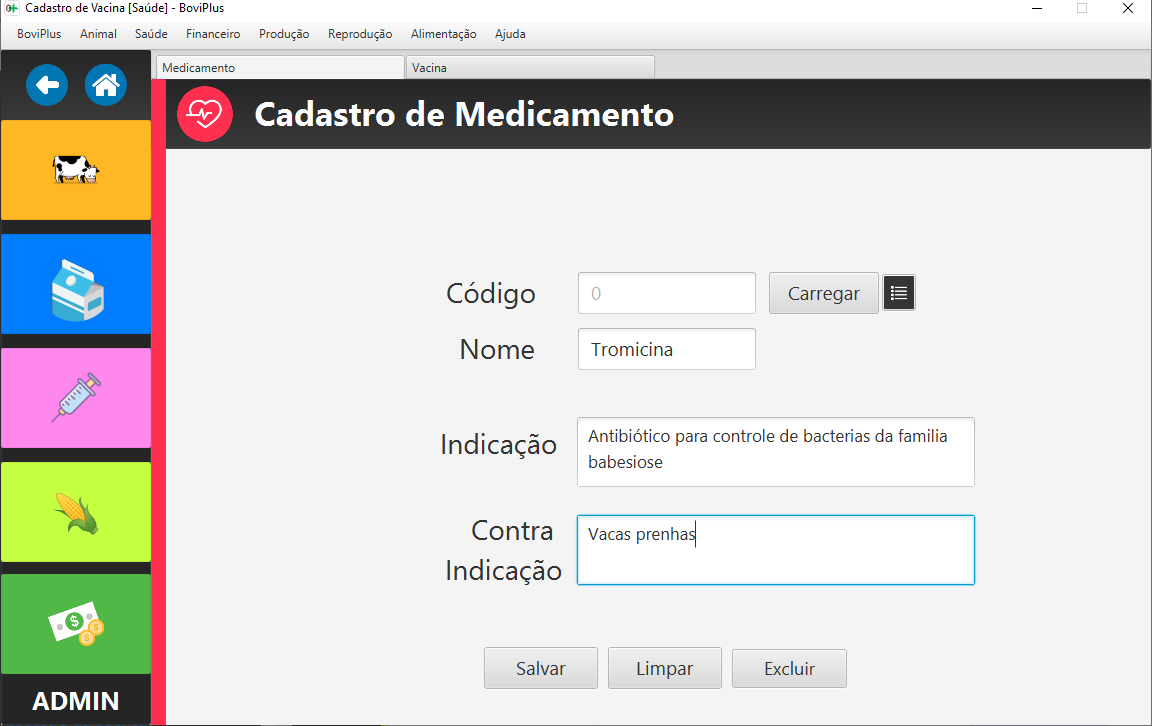 Cadastro de Vacina [Saúde] - BoviPlus
BoviPlus Animal Saúde Financeiro Produção Reprodução Alimentação Ajuda
Medicamento Vacina
Cadastro de Medicamento
Código 0 Carregar
Nome Tromicina
Indicação
Antibiótico para controle de bacterias da familia
babesiose
Contra
Indicação
Vacas prenhas
Salvar Limpar Excluir
ADMIN